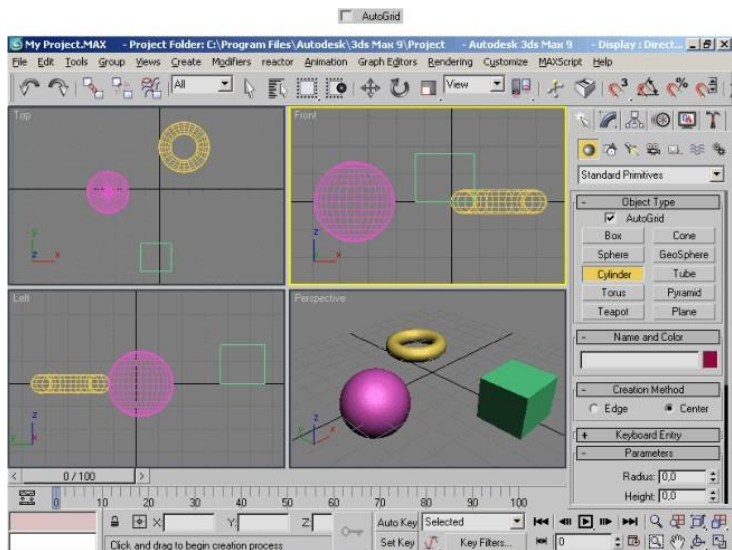 AutoGrid
My Project.MAX - Project Folder: C:\Program Files\Autodesk\3ds Max 9\Project - Autodesk 3ds Max 9 - Display : Direct...
File Edit Tools Group Views Create Modifiers reactor Animation Graph Editors Rendering Customize MAXScript Help
All View
Top
Front
Standard Primitives
- Object Type
AutoGrid
Box Cone
Sphere GeoSphere
Cylinder Tube
Torus Pyramid
Teapot Plane
Left
Perspective
- Name and Color
- Creation Method
Edge Center
+ Keyboard Entry
- Parameters
Radius: 0,0
Height: 0,0
< 0 / 100 >
0 10 20 30 40 50 60 70 80 90 100
X: Y: Z: Auto Key Selected
Click and drag to begin creation process Set Key Key Filters... 0